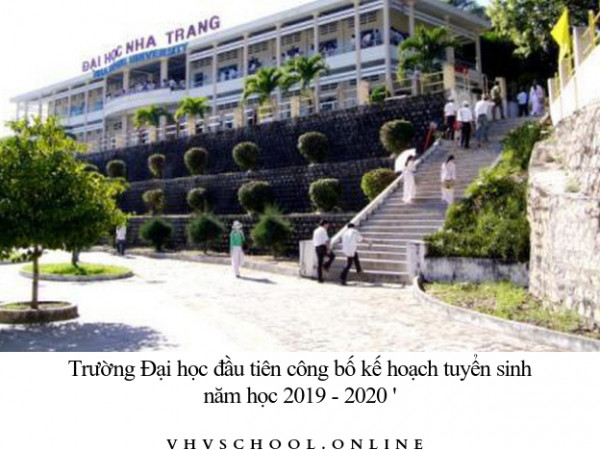 ĐẠI HỌC NHA TRANG
NHA TRANG UNIVERSITY
Trường Đại học đầu tiên công bố kế hoạch tuyển sinh
năm học 2019 - 2020 '
VHVSCHOOL.ONLINE